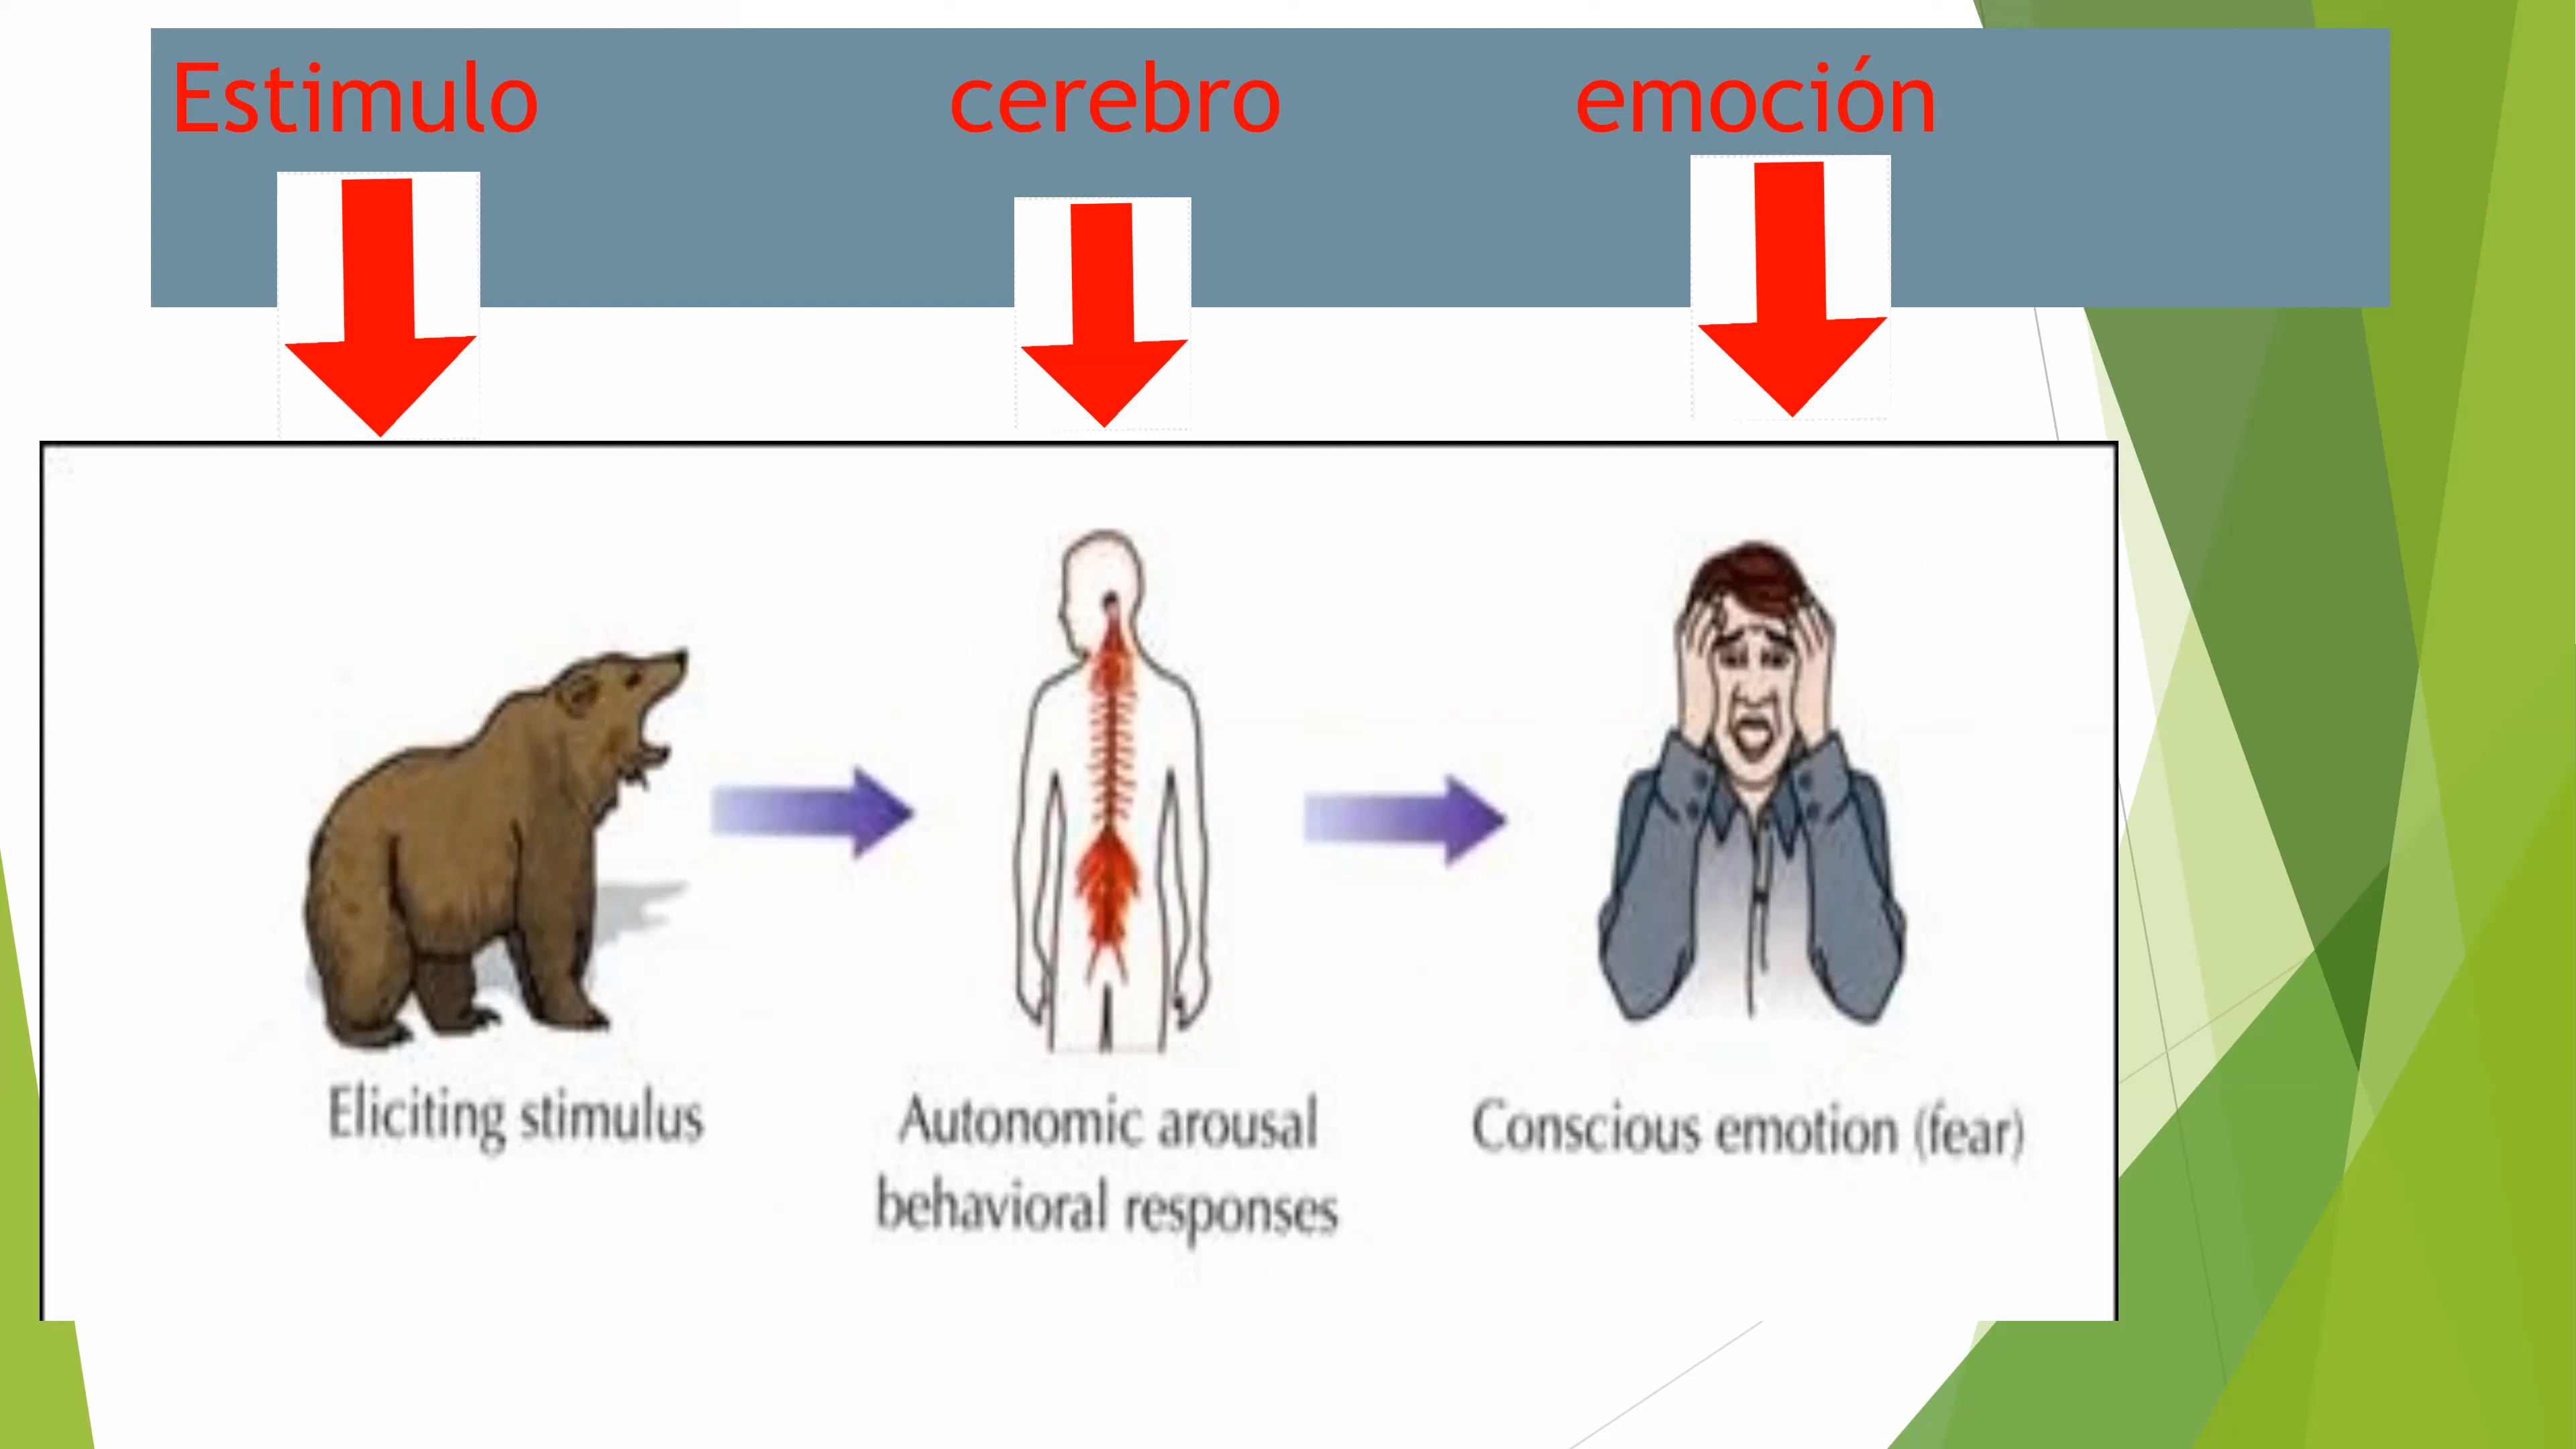 Estimulo cerebro emoción
Eliciting stimulus
Autonomic arousal
behavioral responses
Conscious emotion (fear)